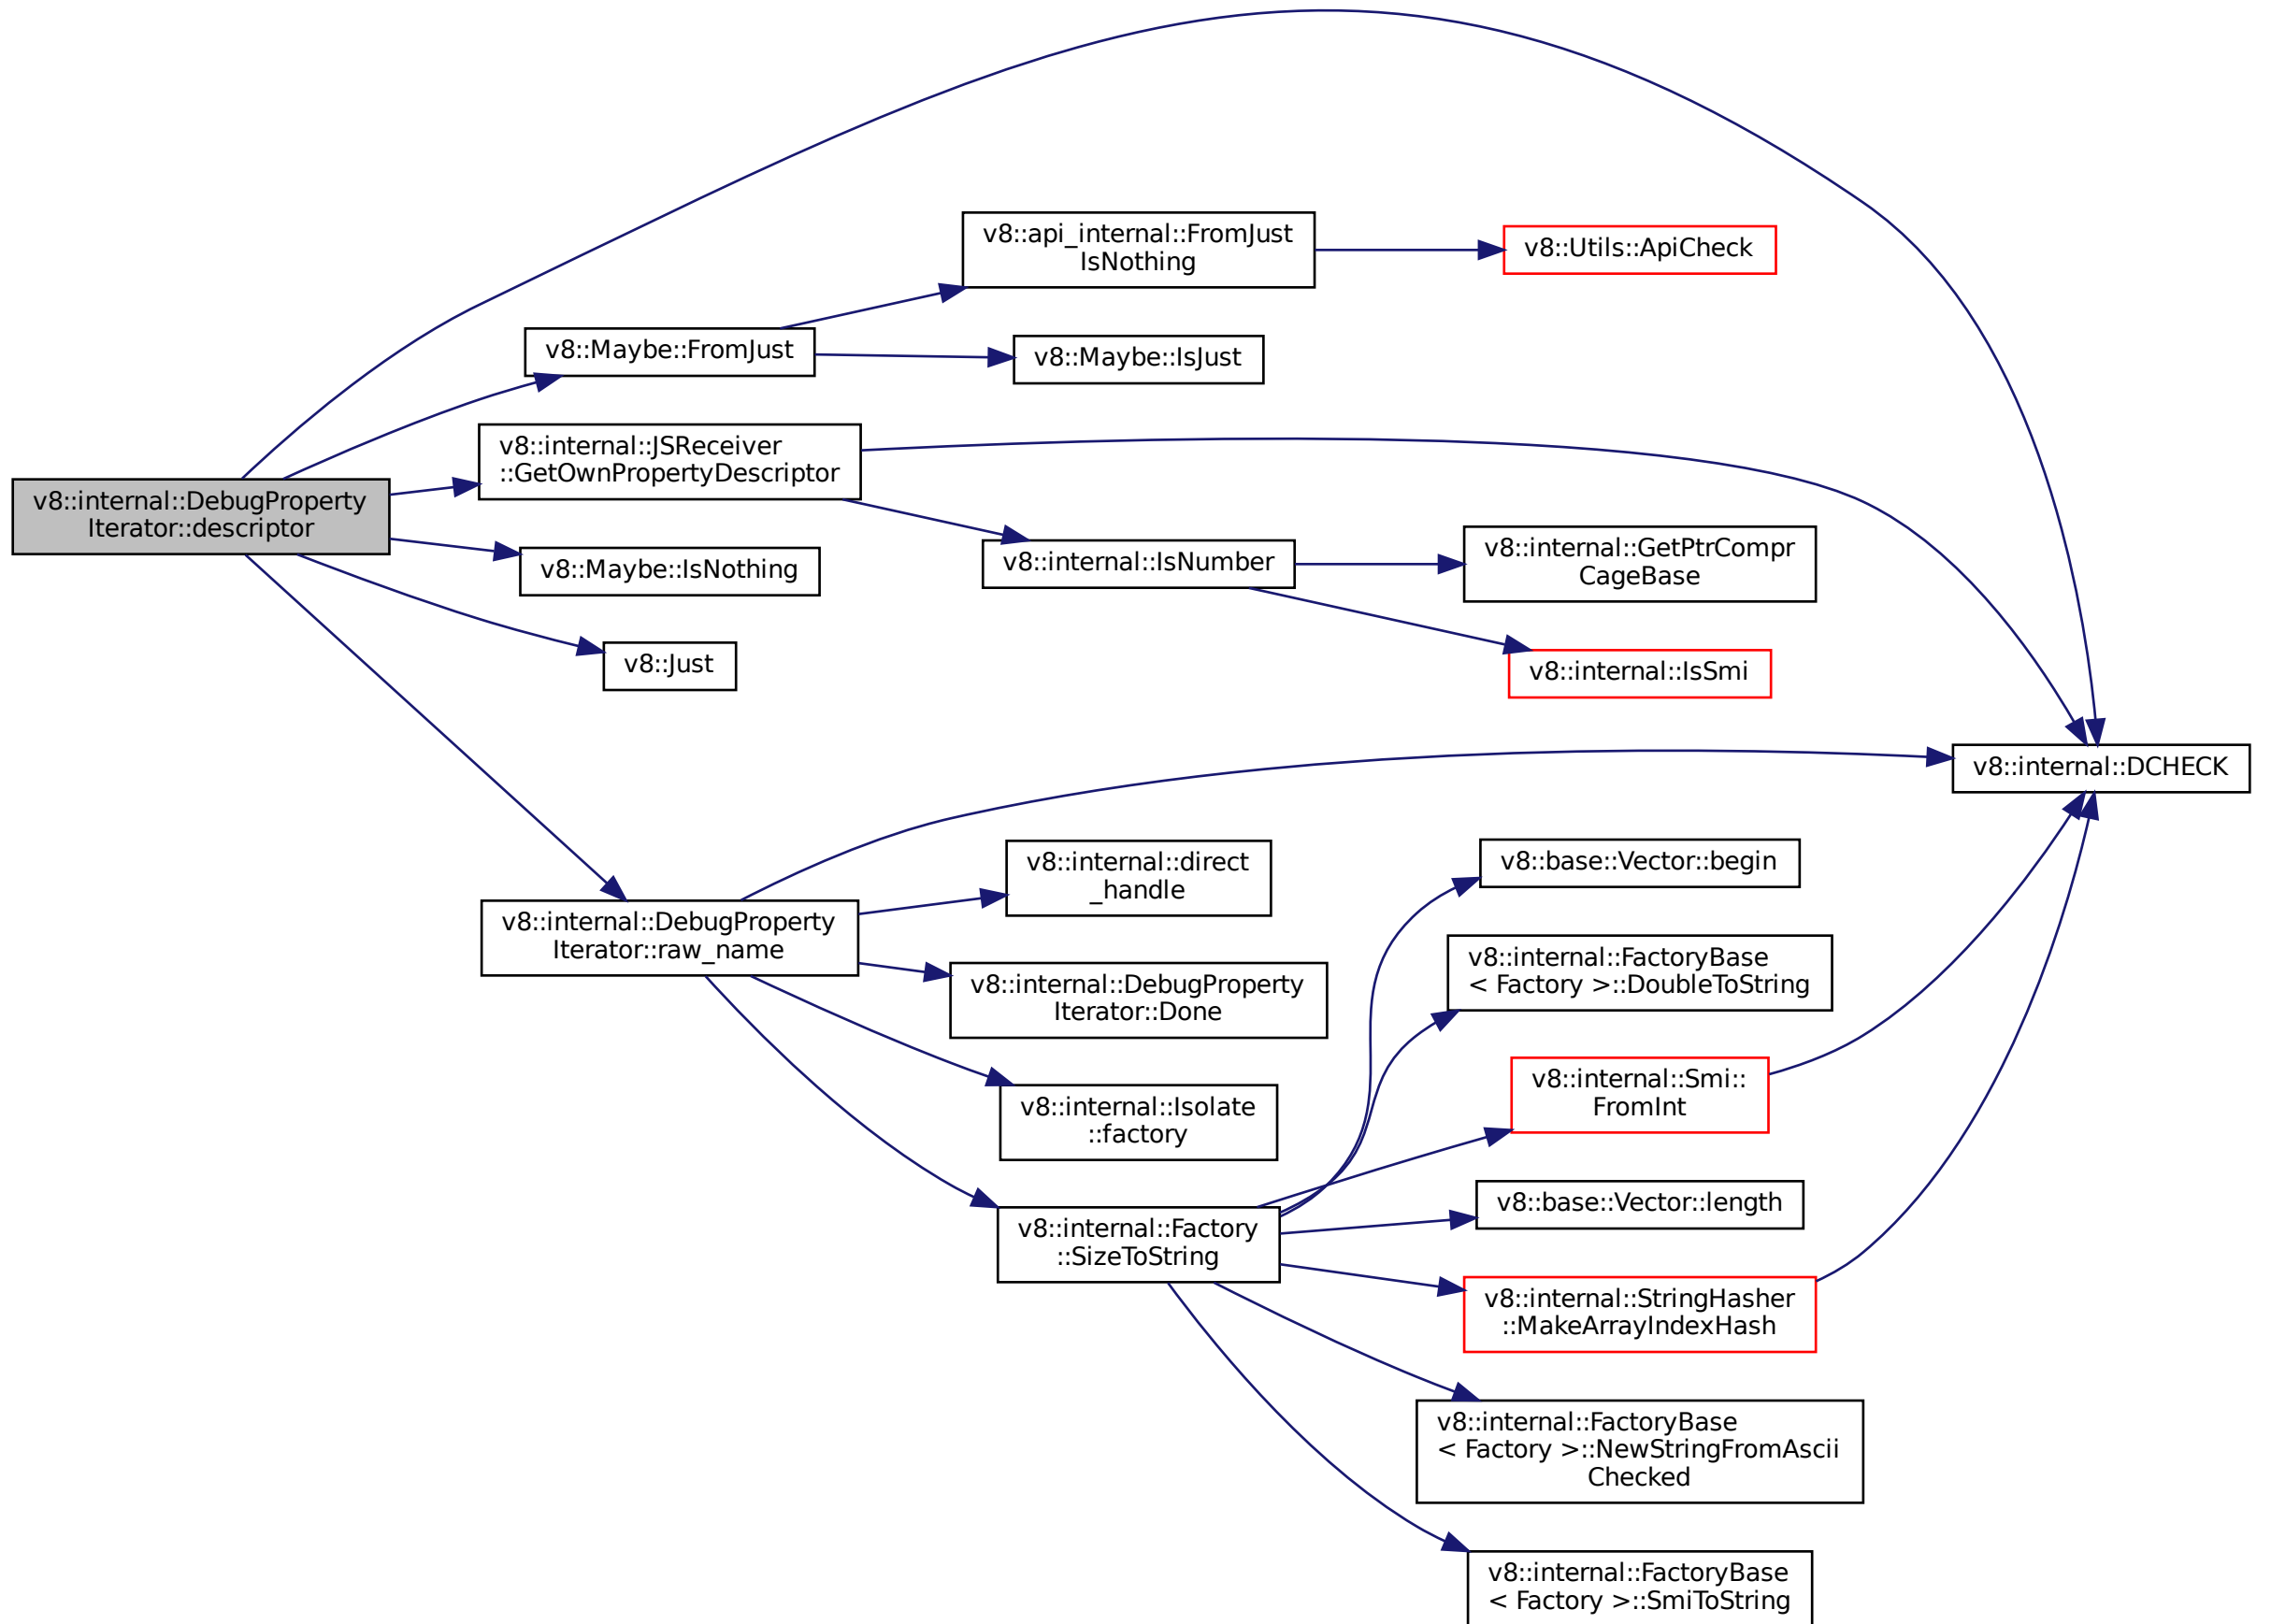 v8::api_internal::FromJust
IsNothing
v8::Utils::ApiCheck
v8::Maybe::FromJust
v8::Maybe::IsJust
v8::internal::JSReceiver
::GetOwnPropertyDescriptor
v8::internal::DebugProperty
Iterator::descriptor
v8::internal::IsNumber
v8::internal::GetPtrCompr
CageBase
v8::Maybe::IsNothing
v8::Just
v8::internal::IsSmi
v8::internal::DCHECK
v8::internal::direct
_handle
v8::base::Vector::begin
v8::internal::DebugProperty
Iterator::raw_name
v8::internal::FactoryBase
< Factory >::DoubleToString
v8::internal::DebugProperty
Iterator::Done
v8::internal::Smi::
FromInt
v8::internal::Isolate
::factory
v8::base::Vector::length
v8::internal::Factory
::SizeToString
v8::internal::StringHasher
::MakeArrayIndexHash
v8::internal::FactoryBase
< Factory >::NewStringFromAscii
Checked
v8::internal::FactoryBase
< Factory >::SmiToString